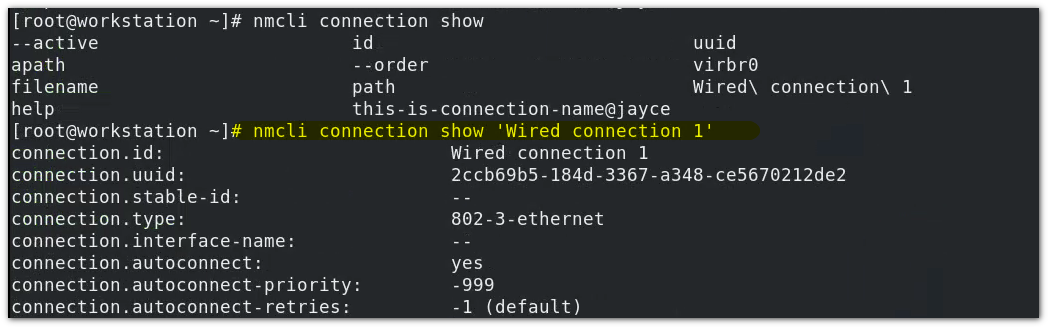 [root@workstation ~]# nmcli connection show
--active id uuid
apath --order virbr0
filename path Wired\ connection\ 1
help this-is-connection-name@jayce
[root@workstation ~]# nmcli connection show 'Wired connection 1'
connection.id: Wired connection 1
connection.uuid: 2ccb69b5-184d-3367-a348-ce5670212de2
connection.stable-id: --
connection.type: 802-3-ethernet
connection.interface-name: --
connection.autoconnect: yes
connection.autoconnect-priority: -999
connection.autoconnect-retries: -1 (default)